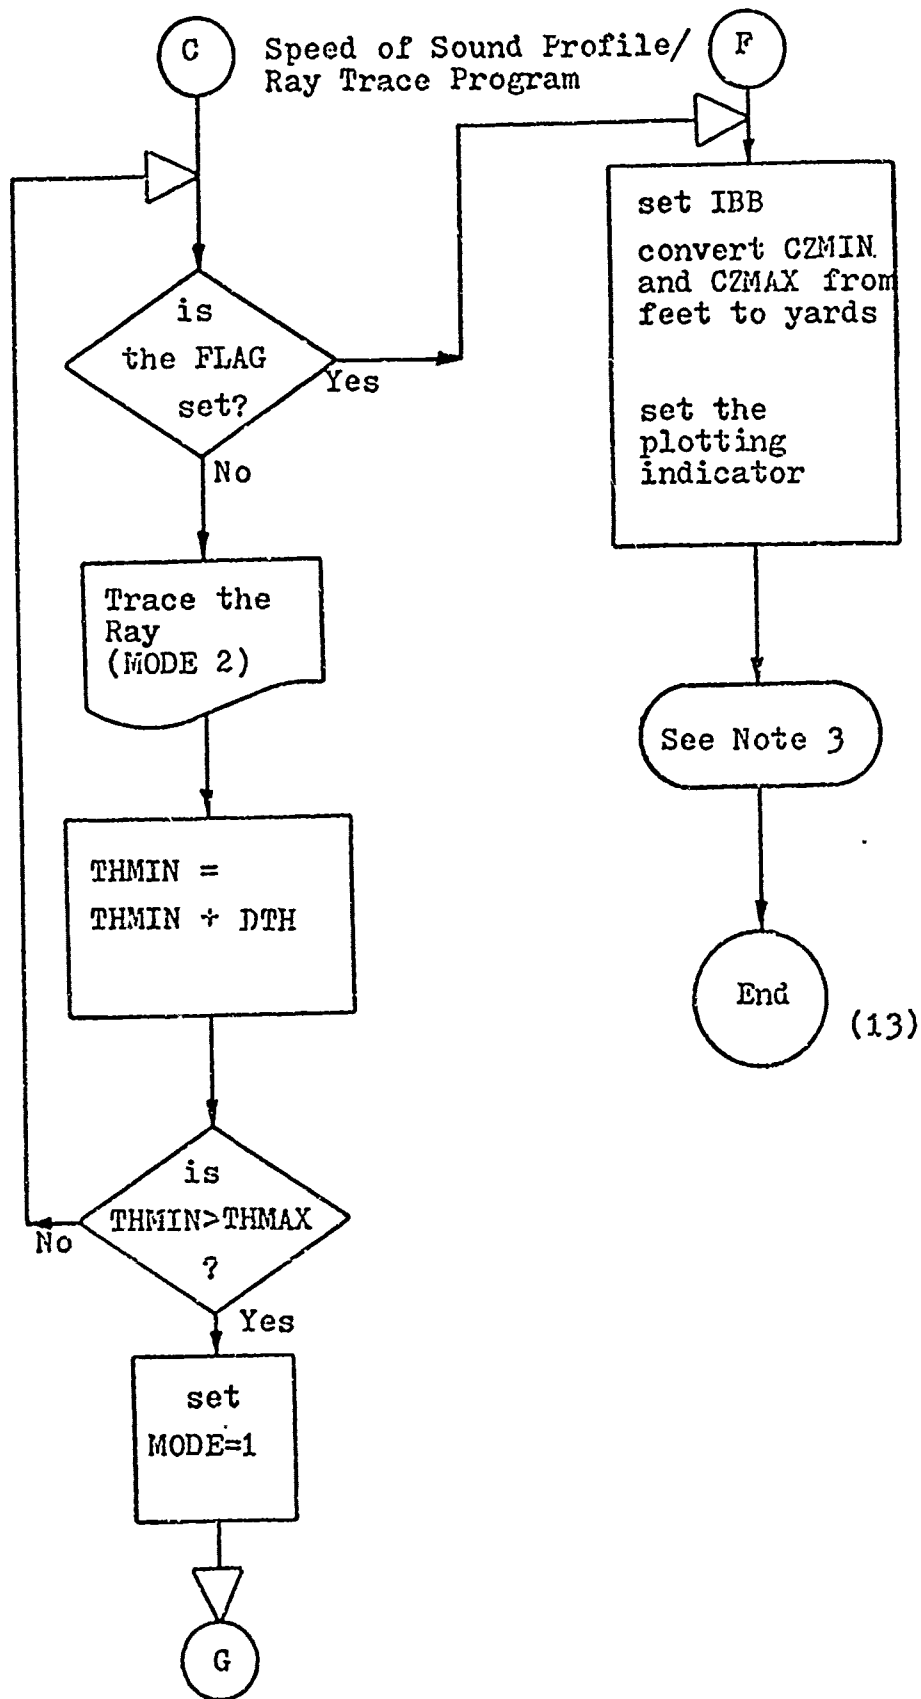 C
Speed of Sound Profile/
Ray Trace Program
F
is
the FLAG
set?
Yes
No
Trace the
Ray
(MODE 2)
THMIN =
THMIN + DTH
is
THMIN>THMAX
?
No
Yes
set
MODE=1
G
set IBB
convert CZMIN
and CZMAX from
feet to yards
set the
plotting
indicator
See Note 3
End
(13)